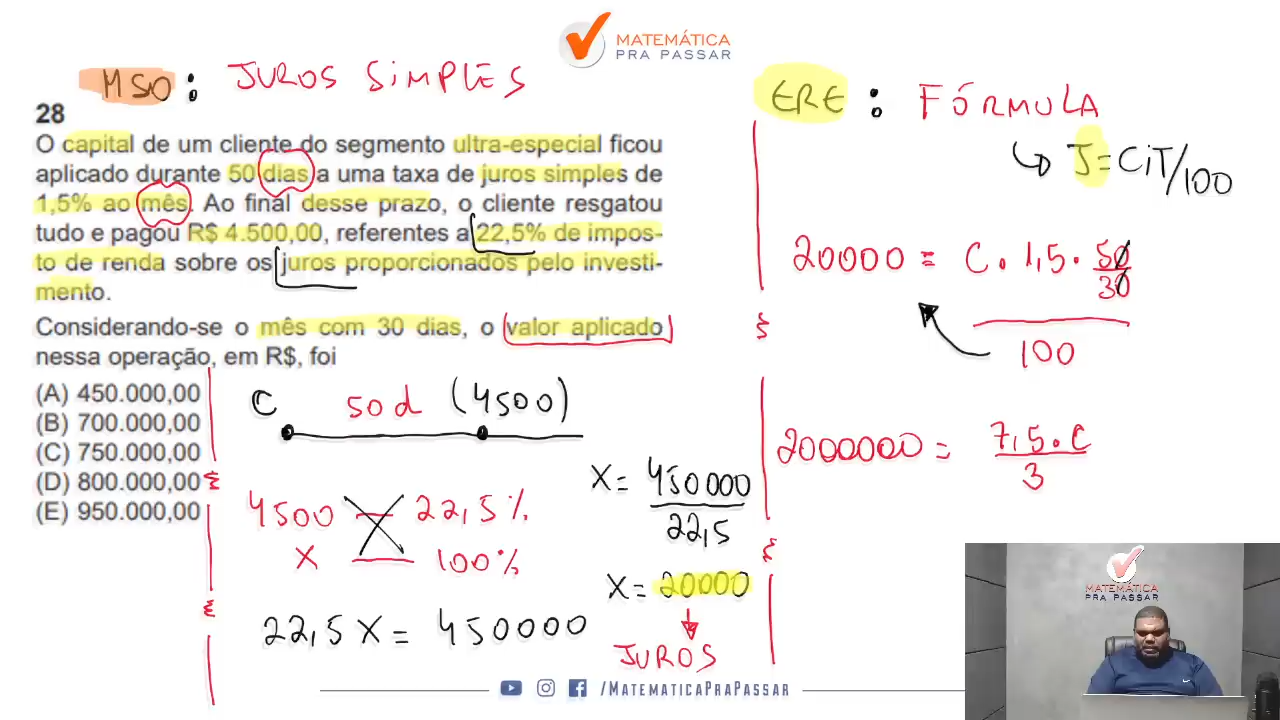 MATEMÁTICA
PRA PASSAR
MSO : JUROS SIMPLES
28
O capital de um cliente do segmento ultra-especial ficou
aplicado durante 50 dias a uma taxa de juros simples de
1,5% ao mês. Ao final desse prazo, o cliente resgatou
tudo e pagou R$ 4.500,00, referentes a 22,5% de impos-
to de renda sobre os juros proporcionados pelo investi-
mento.
Considerando-se o mês com 30 dias, o valor aplicado
nessa operação, em R$, foi
(A) 450.000,00
(B) 700.000,00
(C) 750.000,00
(D) 800.000,00
(E) 950.000,00
C 50 d (4500)
4500 — 22,5%
X — 100%
22,5 X = 450000
X = 450000
22,5
X = 20000
JUROS
ERE : FÓRMULA
J = CiT/100
20000 = C . 1,5 . 50
30
100
2000000 = 7,5 . C
3
MATEMÁTICA
PRA PASSAR
/MATEMATICAPRAPASSAR